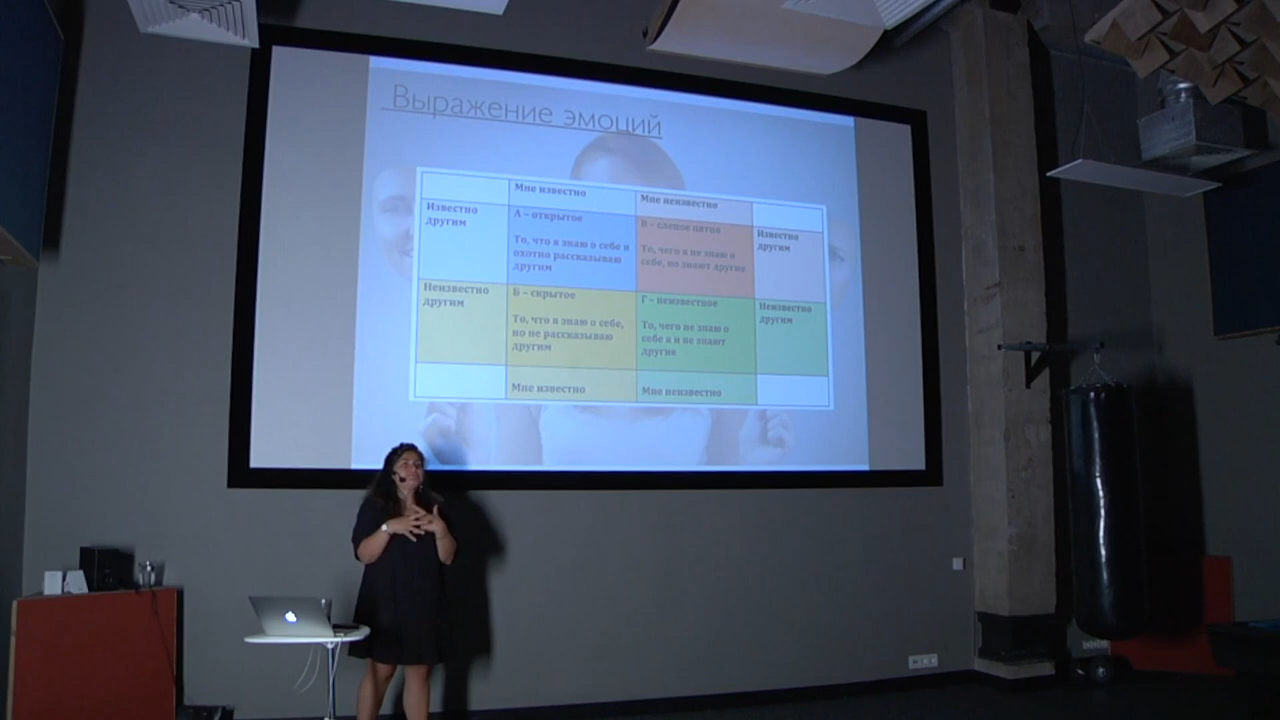 Выражение эмоций
Мне известно
Мне неизвестно
Известно
другим
А – открытое
То, что я знаю о себе и
охотно рассказываю
другим
В – слепое пятно
То, чего я не знаю о
себе, но знают другие
Известно
другим
Неизвестно
другим
Б – скрытое
То, что я знаю о себе,
но не рассказываю
другим
Г – неизвестное
То, чего не знаю о
себе я и не знают
другие
Неизвестно
другим
Мне известно
Мне неизвестно